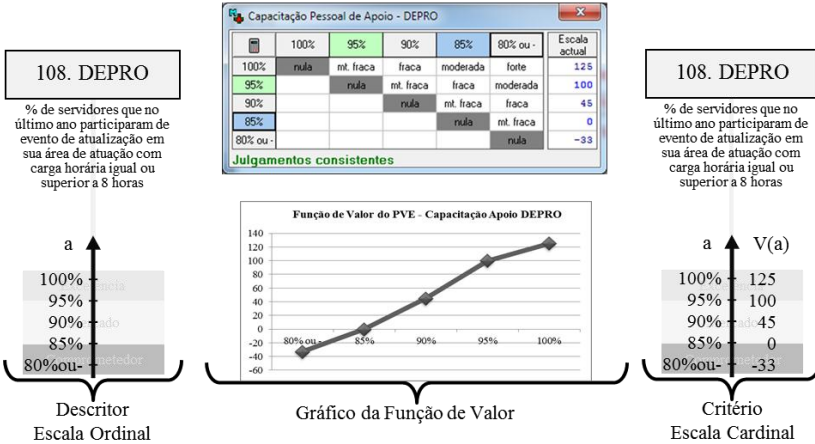 108. DEPRO
% de servidores que no
último ano participaram de
evento de atualização em
sua área de atuação com
carga horária igual ou
superior a 8 horas
a
100%
95%
90%
85%
80%ou-
Descritor
Escala Ordinal
Capacitação Pessoal de Apoio - DEPRO
100% 95% 90% 85% 80% ou - Escala actual
100% nula mt. fraca fraca moderada forte 125
95% nula mt. fraca fraca moderada 100
90% nula mt. fraca fraca 45
85% nula mt. fraca 0
80% ou - nula -33
Julgamentos consistentes
Função de Valor do PVE - Capacitação Apoio DEPRO
140
120
100
80
60
40
20
0
-20
-40
-60
80% ou - 85% 90% 95% 100%
Gráfico da Função de Valor
108. DEPRO
% de servidores que no
último ano participaram de
evento de atualização em
sua área de atuação com
carga horária igual ou
superior a 8 horas
a V(a)
100% 125
95% 100
90% 45
85% 0
80%ou- -33
Critério
Escala Cardinal